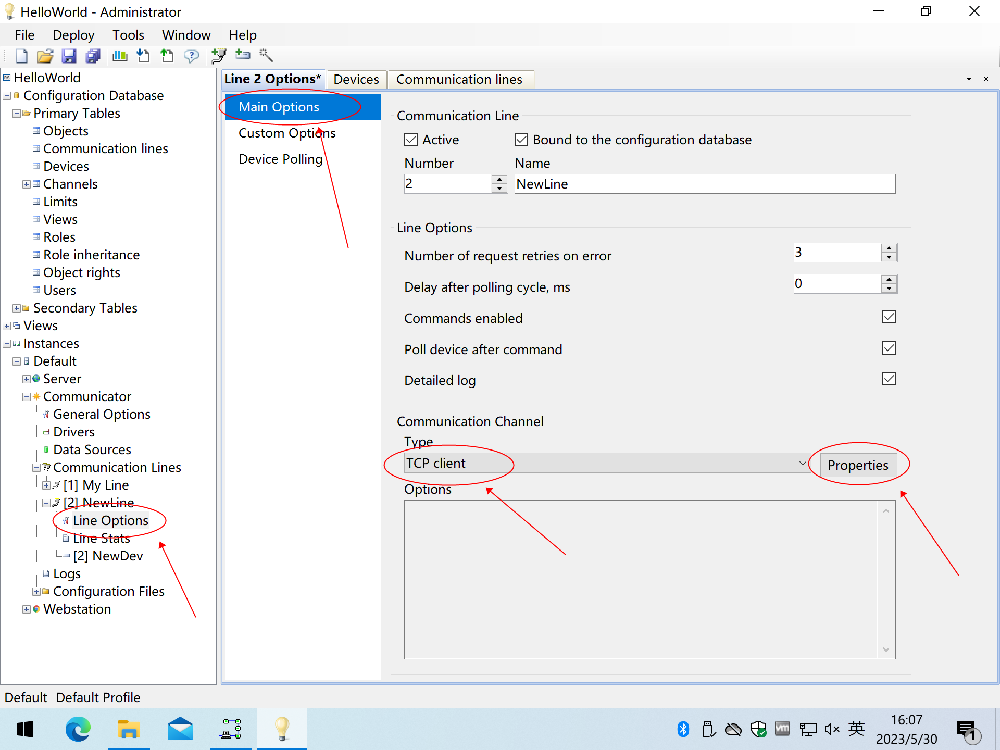 HelloWorld - Administrator
File Deploy Tools Window Help
HelloWorld
Configuration Database
Primary Tables
Objects
Communication lines
Devices
Channels
Limits
Views
Roles
Role inheritance
Object rights
Users
Secondary Tables
Views
Instances
Default
Server
Communicator
General Options
Drivers
Data Sources
Communication Lines
[1] My Line
[2] NewLine
Line Options
Line Stats
[2] NewDev
Logs
Configuration Files
Webstation
Line 2 Options* Devices Communication lines
Main Options
Custom Options
Device Polling
Communication Line
Active Bound to the configuration database
Number Name
2 NewLine
Line Options
Number of request retries on error 3
Delay after polling cycle, ms 0
Commands enabled
Poll device after command
Detailed log
Communication Channel
Type
TCP client Properties
Options
Default Default Profile
英
16:07
2023/5/30
1